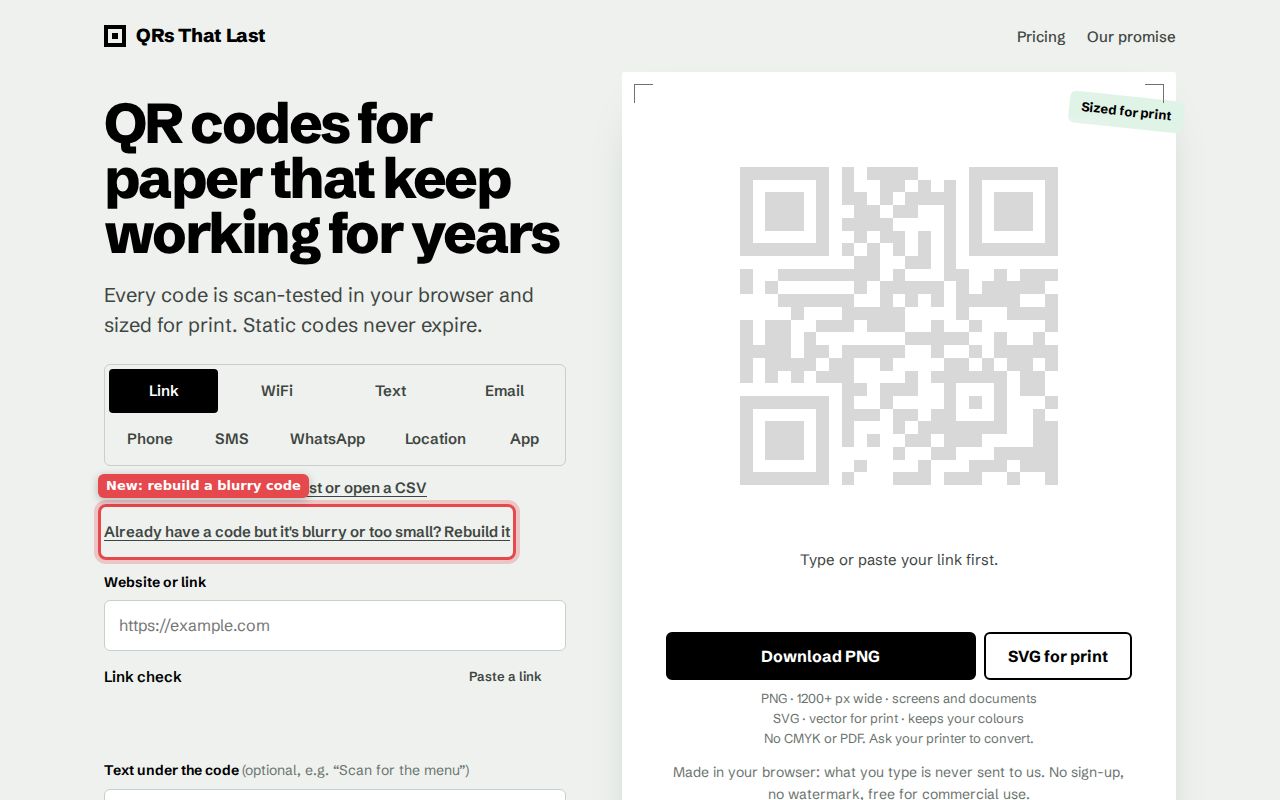 QRs That Last
Pricing
Our promise
QR codes for
paper that keep
working for years
Every code is scan-tested in your browser and
sized for print. Static codes never expire.
Link
WiFi
Text
Email
Phone
SMS
WhatsApp
Location
App
New: rebuild a blurry code
or open a CSV
Already have a code but it's blurry or too small? Rebuild it
Website or link
https://example.com
Link check
Paste a link
Text under the code (optional, e.g. “Scan for the menu”)
Sized for print
Type or paste your link first.
Download PNG
SVG for print
PNG · 1200+ px wide · screens and documents
SVG · vector for print · keeps your colours
No CMYK or PDF. Ask your printer to convert.
Made in your browser: what you type is never sent to us. No sign-up,
no watermark, free for commercial use.